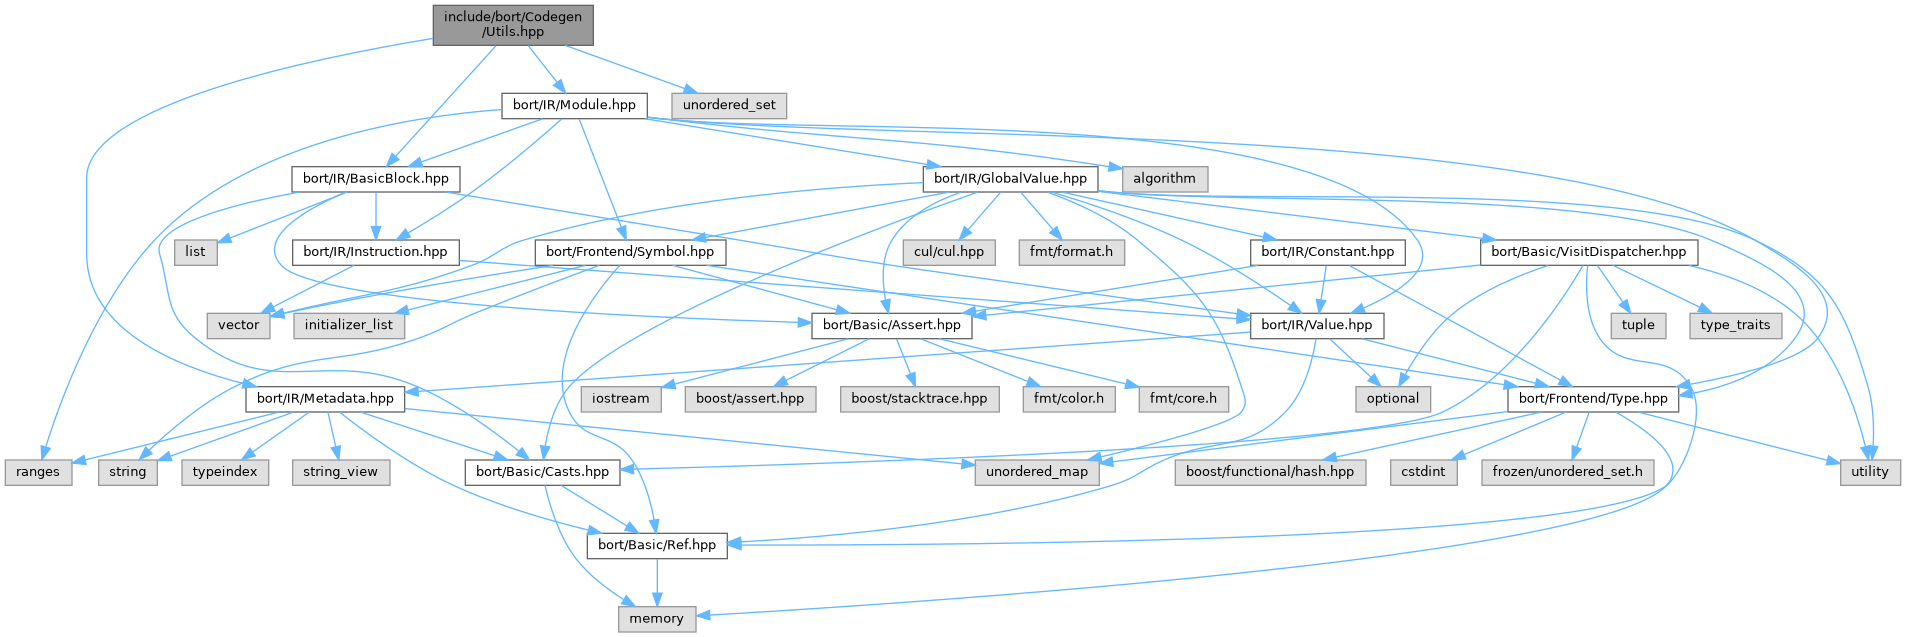 include/bort/Codegen
/Utils.hpp
bort/IR/Module.hpp
unordered_set
bort/IR/BasicBlock.hpp
bort/IR/GlobalValue.hpp
algorithm
list
bort/IR/Instruction.hpp
bort/Frontend/Symbol.hpp
cul/cul.hpp
fmt/format.h
bort/IR/Constant.hpp
bort/Basic/VisitDispatcher.hpp
vector
initializer_list
bort/Basic/Assert.hpp
bort/IR/Value.hpp
tuple
type_traits
bort/IR/Metadata.hpp
iostream
boost/assert.hpp
boost/stacktrace.hpp
fmt/color.h
fmt/core.h
optional
bort/Frontend/Type.hpp
ranges
string
typeindex
string_view
bort/Basic/Casts.hpp
unordered_map
boost/functional/hash.hpp
cstdint
frozen/unordered_set.h
utility
bort/Basic/Ref.hpp
memory